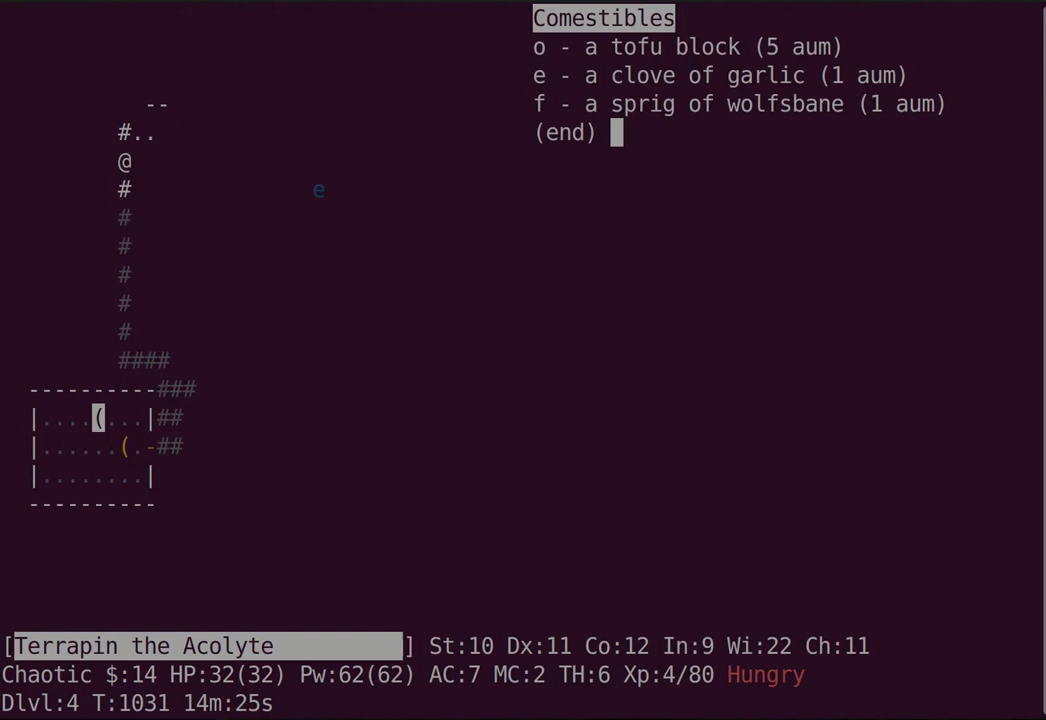 Comestibles
o - a tofu block (5 aum)
e - a clove of garlic (1 aum)
f - a sprig of wolfsbane (1 aum)
(end)
--
#..
@
#
e
#
#
#
#
#
####
----------###
|....(...|##
|......(.-##
|........|
----------
[Terrapin the Acolyte ] St:10 Dx:11 Co:12 In:9 Wi:22 Ch:11
Chaotic $:14 HP:32(32) Pw:62(62) AC:7 MC:2 TH:6 Xp:4/80 Hungry
Dlvl:4 T:1031 14m:25s